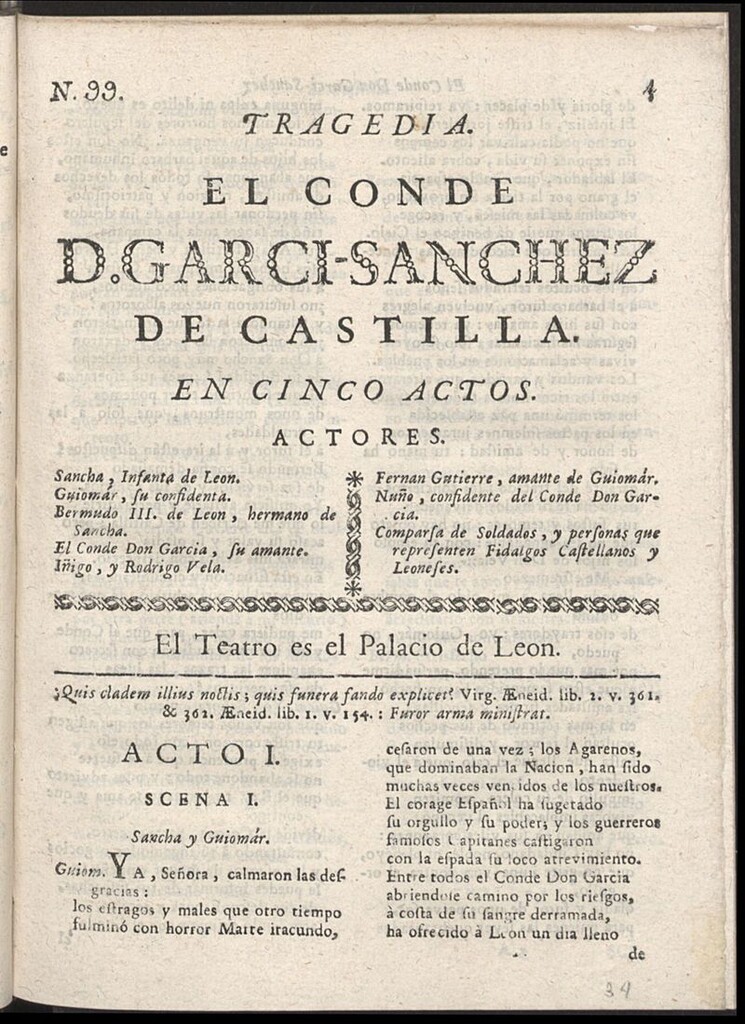 N. 99.
TRAGEDIA.
EL CONDE
D. GARCI-SANCHEZ
DE CASTILLA.
EN CINCO ACTOS.
ACTORES.
Sancha, Infanta de Leon.
Guiomár, ſu confidenta.
Bermudo III. de Leon, hermano de
Sancha.
El Conde Don Garcia, ſu amante.
Iñigo, y Rodrigo Vela.
Fernan Gutierre, amante de Guiomár.
Nuño, confidente del Conde Don Gar-
cia.
Comparſa de Soldados, y perſonas que
repreſenten Fidalgos Caſtellanos y
Leoneſes.
El Teatro es el Palacio de Leon.
¿Quis cladem illius noctis; quis funera fando explicet? Virg. Æneid. lib. 2. v. 361.
& 362. Æneid. lib. 1. v. 154. : Furor arma miniſtrat.
ACTO I.
SCENA I.
Sancha y Guiomár.
Guiom. YA, Señora, calmaron las deſ-
gracias:
los eſtragos y males que otro tiempo
fulminó con horror Marte iracundo,
ceſaron de una vez; los Agarenos,
que dominaban la Nacion, han ſido
muchas veces vencidos de los nueſtros.
El corage Eſpañol ha ſugetado
ſu orgullo y ſu poder; y los guerreros
famoſos Capitanes caſtigaron
con la eſpada ſu loco atrevimiento.
Entre todos el Conde Don Garcia
abriendoſe camino por los rieſgos,
à coſta de ſu ſangre derramada,
ha ofrecido à Leon un dia lleno
de
34